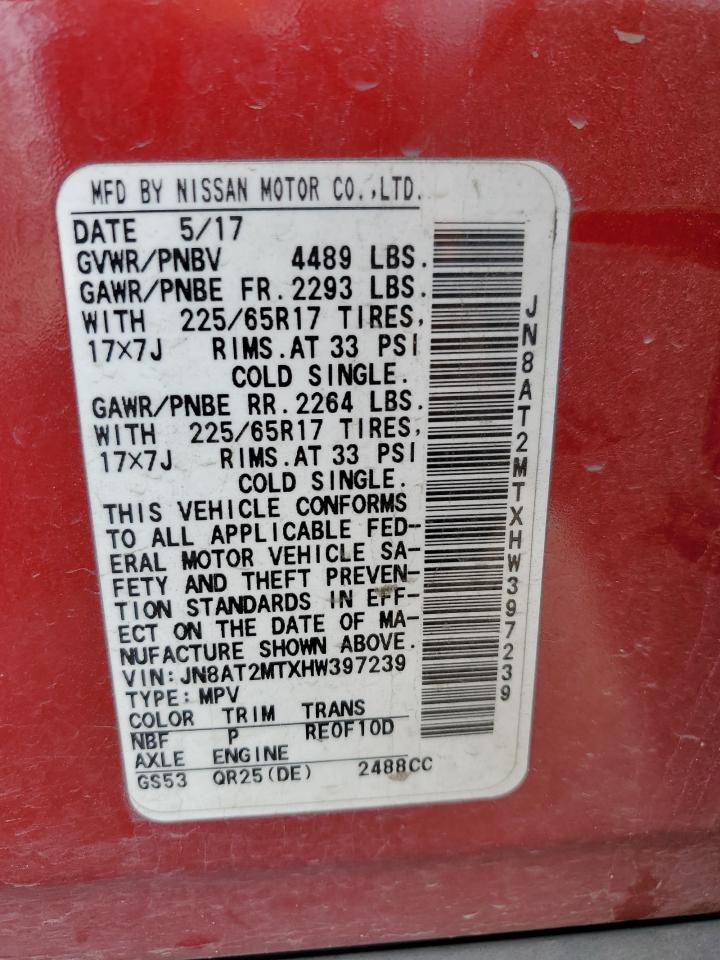 MFD BY NISSAN MOTOR CO.,LTD.
DATE 5/17
GVWR/PNBV 4489 LBS.
GAWR/PNBE FR.2293 LBS.
WITH 225/65R17 TIRES,
17X7J RIMS.AT 33 PSI
COLD SINGLE.
GAWR/PNBE RR.2264 LBS.
WITH 225/65R17 TIRES,
17X7J RIMS.AT 33 PSI
COLD SINGLE.
THIS VEHICLE CONFORMS
TO ALL APPLICABLE FED-
ERAL MOTOR VEHICLE SA-
FETY AND THEFT PREVEN-
TION STANDARDS IN EFF-
ECT ON THE DATE OF MA-
NUFACTURE SHOWN ABOVE.
VIN:JN8AT2MTXHW397239
TYPE:MPV
COLOR TRIM TRANS
NBF P RE0F10D
AXLE ENGINE
GS53 QR25(DE) 2488CC
JN8AT2MTXHW397239